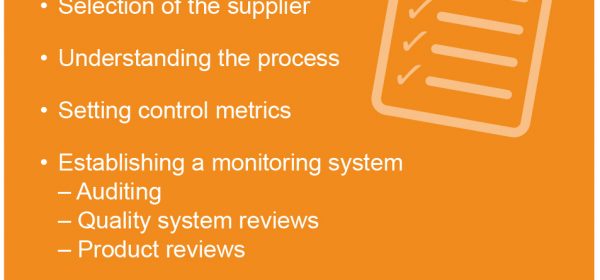 • Selection of the supplier
• Understanding the process
• Setting control metrics
• Establishing a monitoring system
– Auditing
– Quality system reviews
– Product reviews